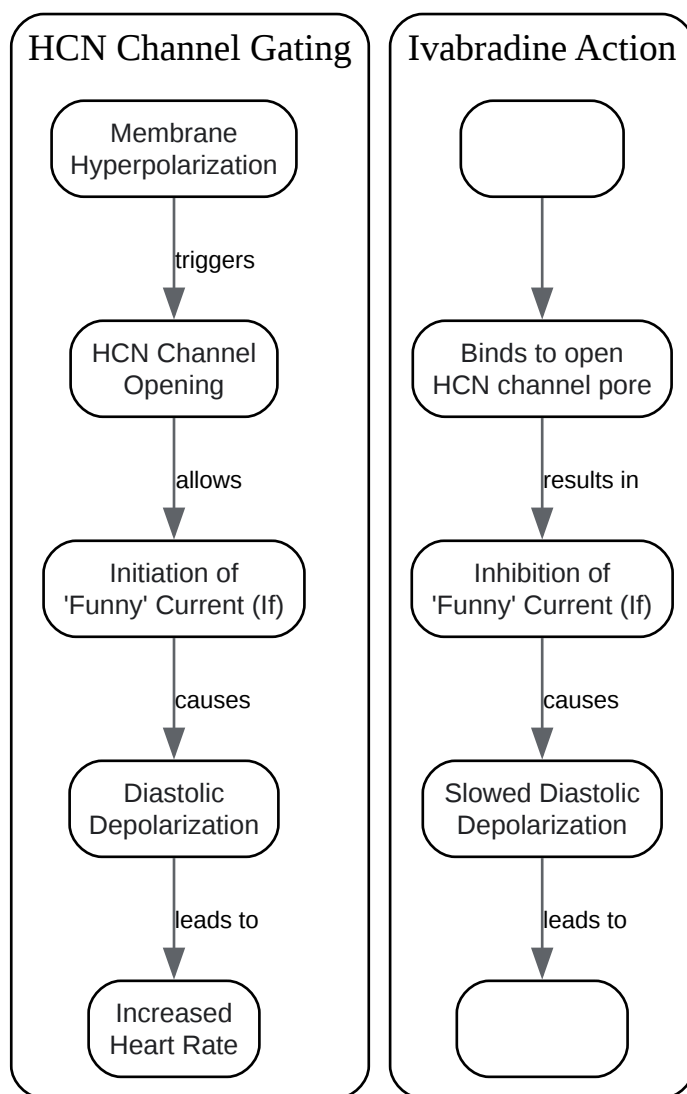 HCN Channel Gating
Membrane
Hyperpolarization
triggers
HCN Channel
Opening
allows
Initiation of
'Funny' Current (If)
causes
Diastolic
Depolarization
leads to
Increased
Heart Rate
Ivabradine Action
Binds to open
HCN channel pore
results in
Inhibition of
'Funny' Current (If)
causes
Slowed Diastolic
Depolarization
leads to